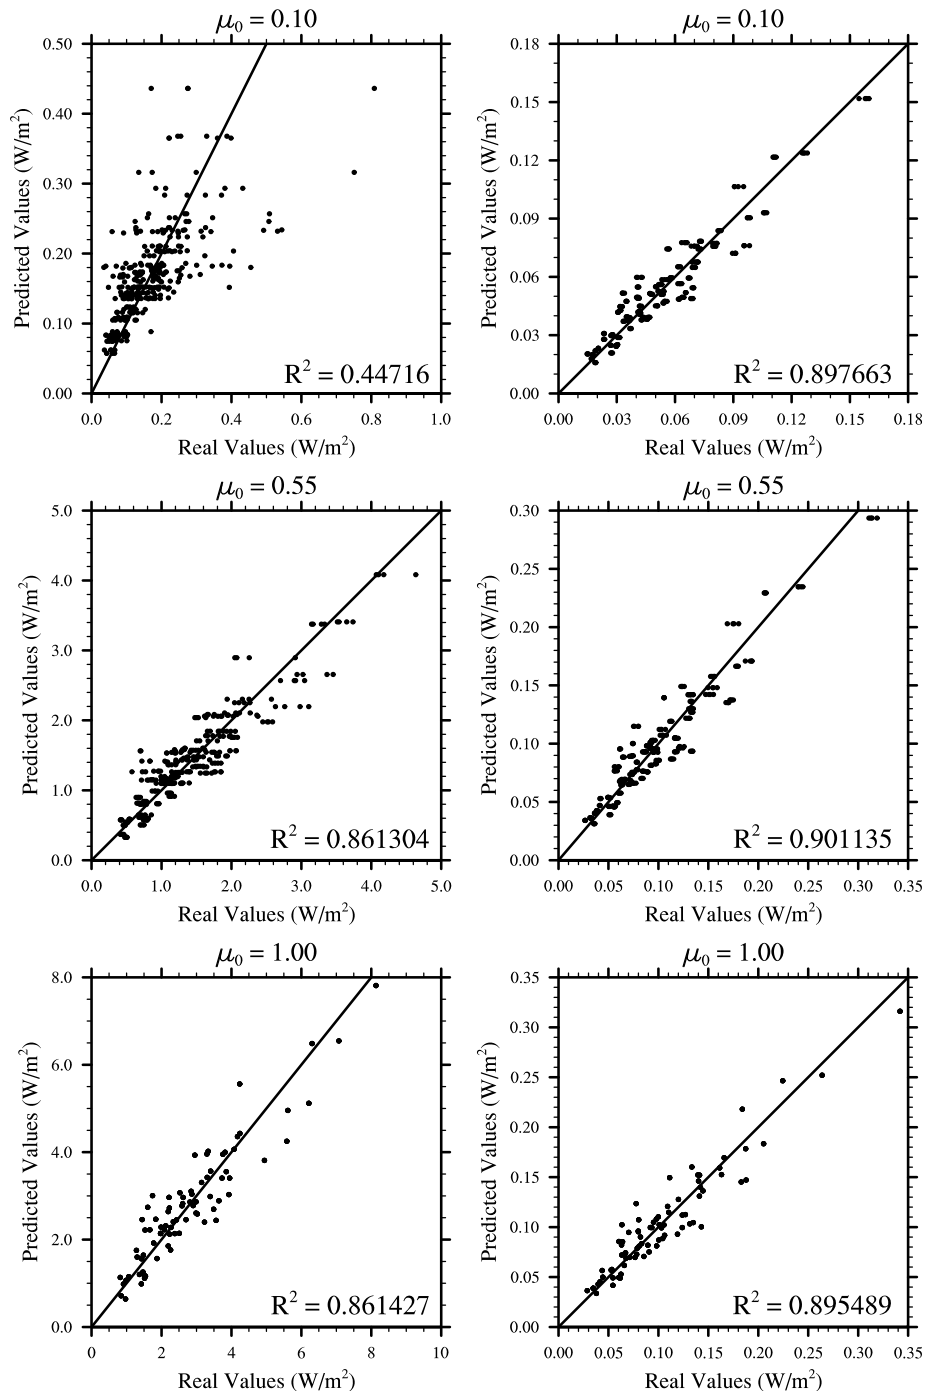 μ0 = 0.10
0.50
0.40
0.30
0.20
0.10
0.00
Predicted Values (W/m2)
R2 = 0.44716
0.0 0.2 0.4 0.6 0.8 1.0
Real Values (W/m2)
μ0 = 0.10
0.18
0.15
0.12
0.09
0.06
0.03
0.00
Predicted Values (W/m2)
R2 = 0.897663
0.00 0.03 0.06 0.09 0.12 0.15 0.18
Real Values (W/m2)
μ0 = 0.55
5.0
4.0
3.0
2.0
1.0
0.0
Predicted Values (W/m2)
R2 = 0.861304
0.0 1.0 2.0 3.0 4.0 5.0
Real Values (W/m2)
μ0 = 0.55
0.30
0.25
0.20
0.15
0.10
0.05
0.00
Predicted Values (W/m2)
R2 = 0.901135
0.00 0.05 0.10 0.15 0.20 0.25 0.30 0.35
Real Values (W/m2)
μ0 = 1.00
8.0
6.0
4.0
2.0
0.0
Predicted Values (W/m2)
R2 = 0.861427
0 2 4 6 8 10
Real Values (W/m2)
μ0 = 1.00
0.35
0.30
0.25
0.20
0.15
0.10
0.05
0.00
Predicted Values (W/m2)
R2 = 0.895489
0.00 0.05 0.10 0.15 0.20 0.25 0.30 0.35
Real Values (W/m2)